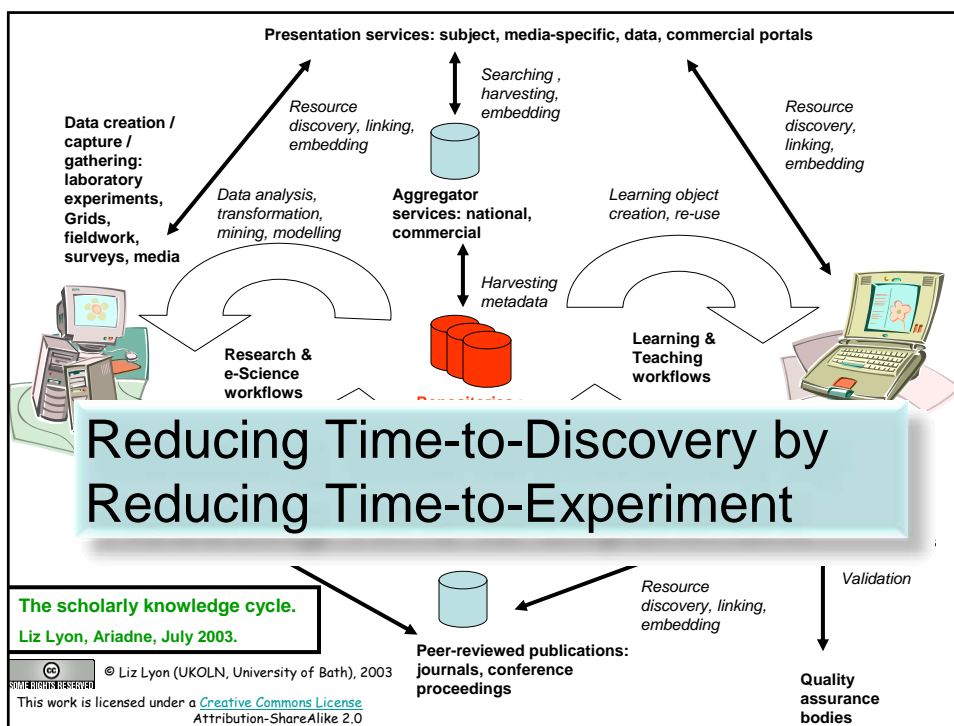 Presentation services: subject, media-specific, data, commercial portals
Searching ,
harvesting,
embedding
Resource
discovery, linking,
embedding
Resource
discovery,
linking,
embedding
Data creation /
capture /
gathering:
laboratory
experiments,
Grids,
fieldwork,
surveys, media
Data analysis,
transformation,
mining, modelling
Aggregator
services: national,
commercial
Learning object
creation, re-use
Harvesting
metadata
Research &
e-Science
workflows
Learning &
Teaching
workflows
Repositories :
Reducing Time-to-Discovery by
Reducing Time-to-Experiment
Validation
Resource
discovery, linking,
embedding
The scholarly knowledge cycle.
Liz Lyon, Ariadne, July 2003.
Peer-reviewed publications:
journals, conference
proceedings
Quality
assurance
bodies
cc
SOME RIGHTS RESERVED
© Liz Lyon (UKOLN, University of Bath), 2003
This work is licensed under a Creative Commons License
Attribution-ShareAlike 2.0